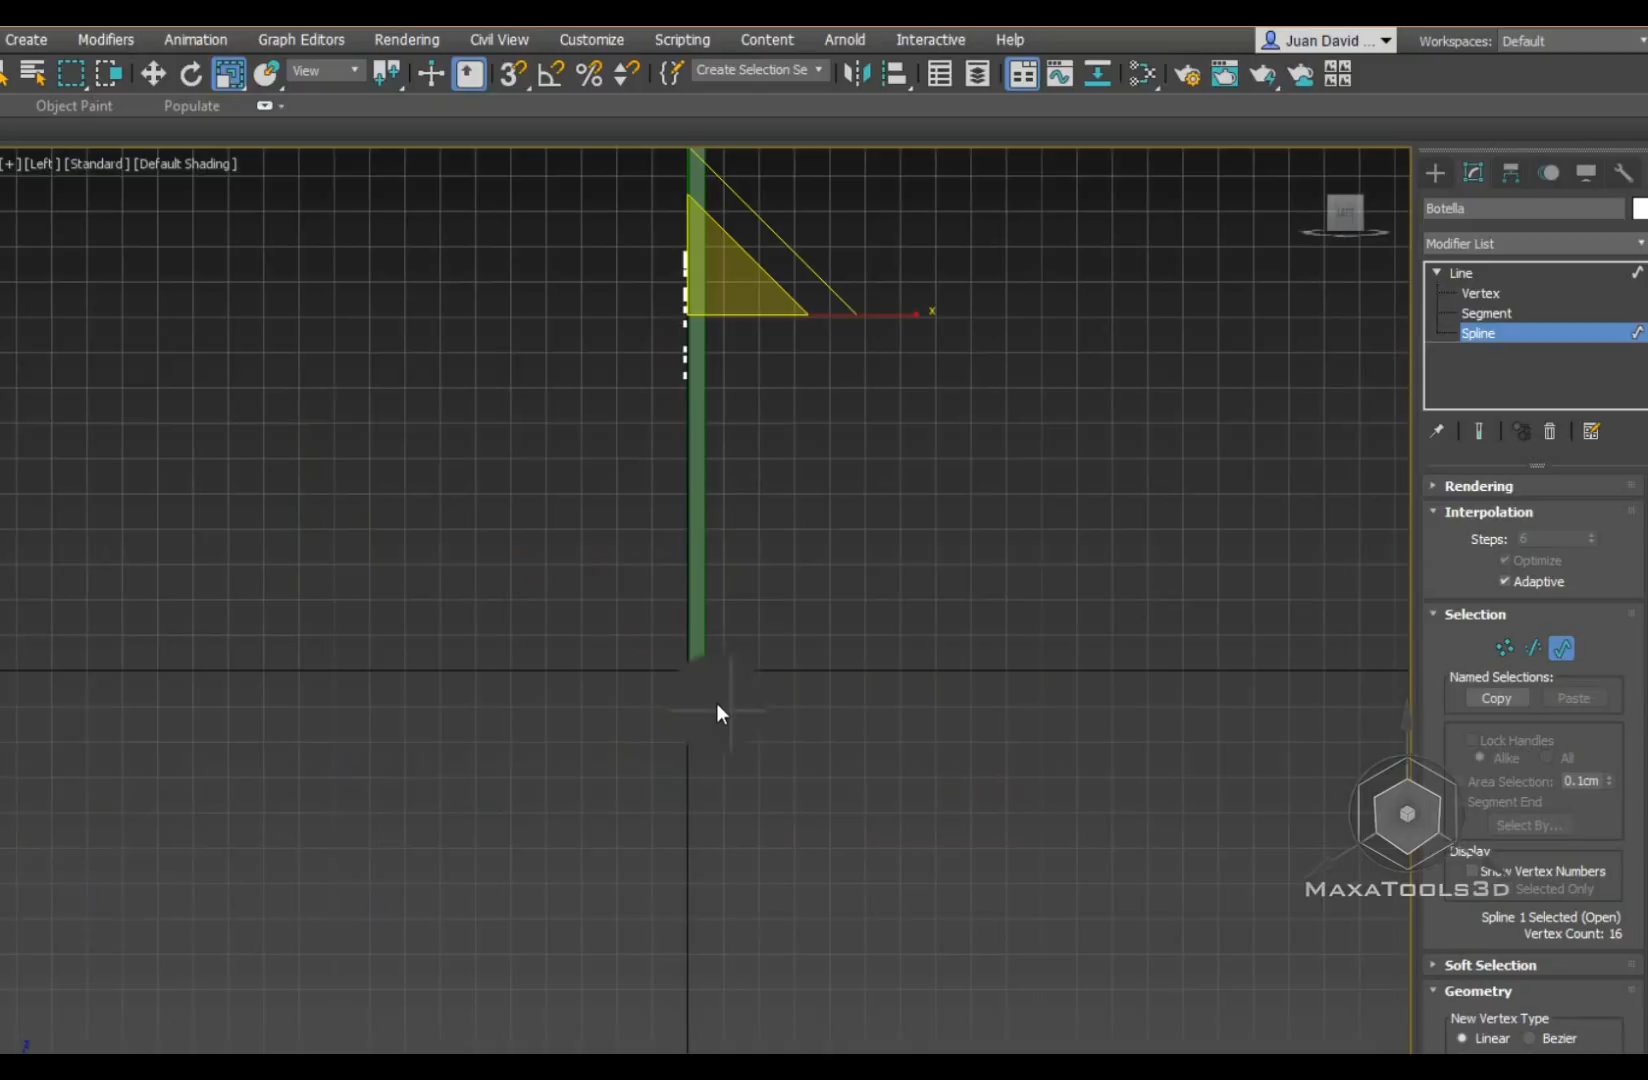 Create Modifiers Animation Graph Editors Rendering Civil View Customize Scripting Content Arnold Interactive Help Juan David ... Workspaces: Default
View 3 % Create Selection Se
Object Paint Populate
[+] [Left] [Standard] [Default Shading]
LEFT
Botella
x
Modifier List
Line
Vertex
Segment
Spline
Rendering
Interpolation
Steps: 6
Optimize
Adaptive
Selection
Named Selections:
Copy Paste
Lock Handles
Alike All
Area Selection: 0.1cm
Segment End
Select By...
Display
Show Vertex Numbers
MAXATOOLS3D Selected Only
Spline 1 Selected (Open)
Vertex Count: 16
Soft Selection
Geometry
New Vertex Type
Linear Bezier